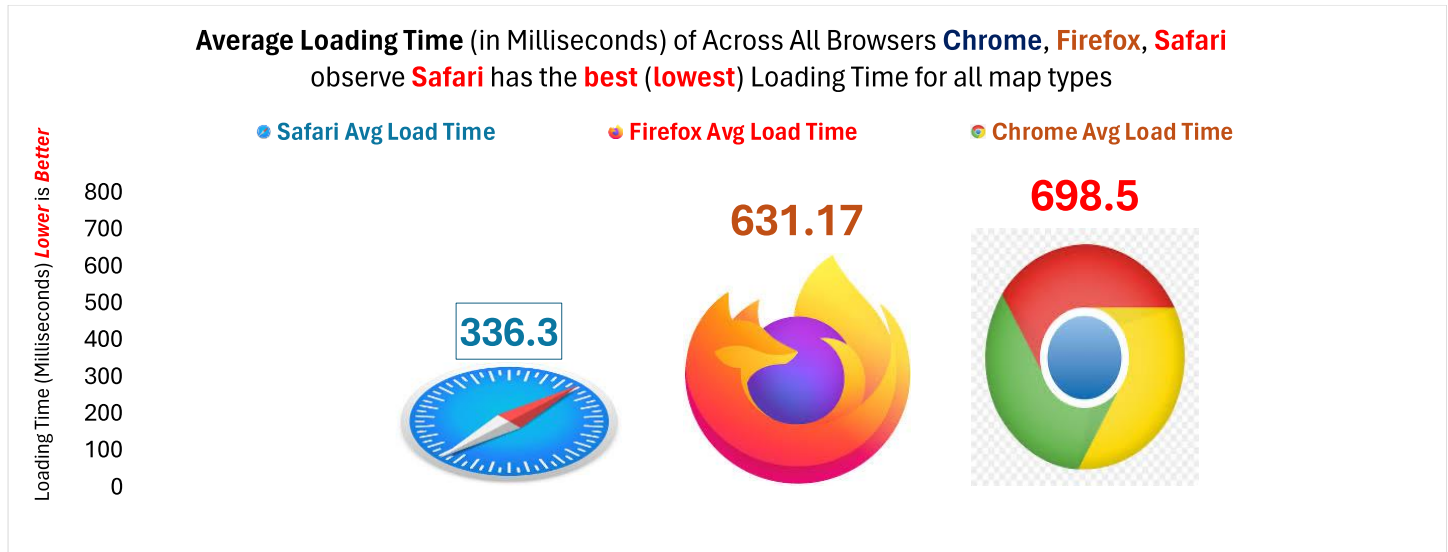 Average Loading Time (in Milliseconds) of Across All Browsers Chrome, Firefox, Safari
observe Safari has the best (lowest) Loading Time for all map types
Safari Avg Load Time
Firefox Avg Load Time
Chrome Avg Load Time
Loading Time (Milliseconds) Lower is Better
800
700
600
500
400
300
200
100
0
336.3
631.17
698.5